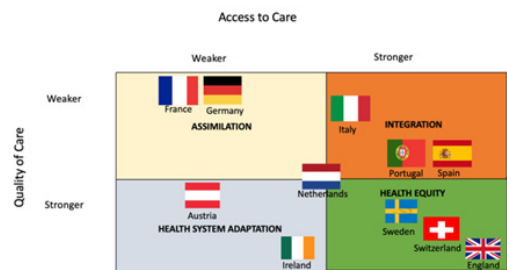 Access to Care
Weaker
Stronger
Quality of Care
Weaker
France
Germany
Italy
ASSIMILATION
INTEGRATION
Portugal
Spain
Stronger
Netherlands
HEALTH EQUITY
Austria
Sweden
HEALTH SYSTEM ADAPTATION
Switzerland
Ireland
England